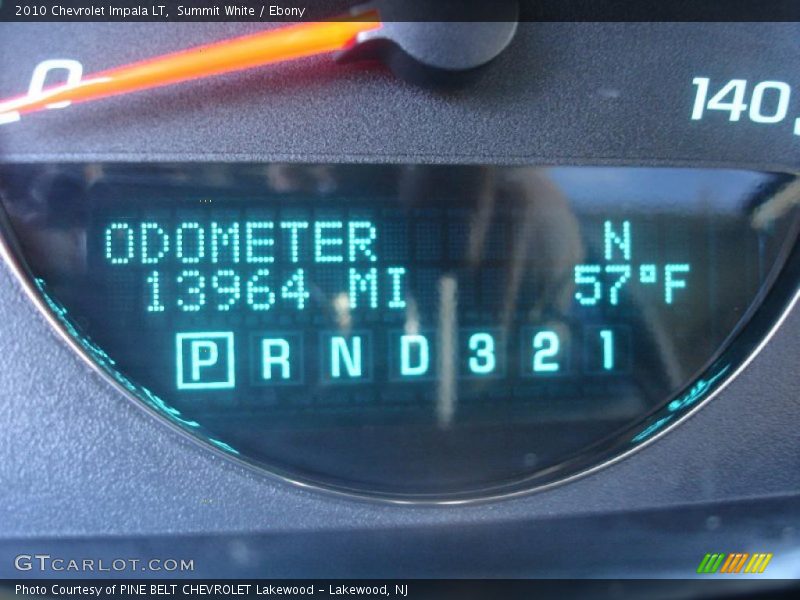 2010 Chevrolet Impala LT, Summit White / Ebony
0
140
ODOMETER N
13964 MI 57°F
P R N D 3 2 1
GTCARLOT.COM
Photo Courtesy of PINE BELT CHEVROLET Lakewood - Lakewood, NJ